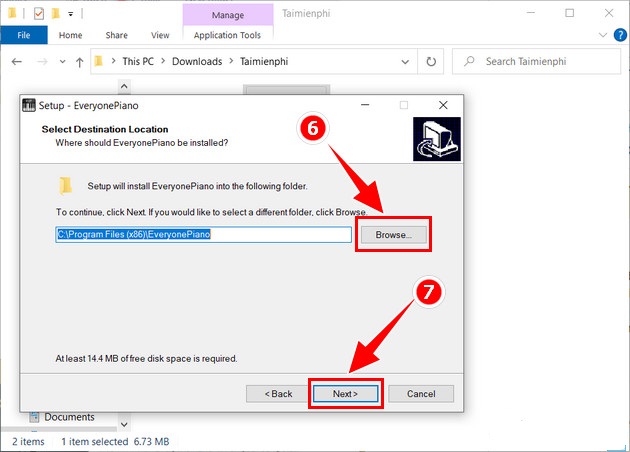 Manage
Taimienphi
File
Home
Share
View
Application Tools
This PC > Downloads > Taimienphi
Search Taimienphi
Setup - EveryonePiano
Select Destination Location
Where should EveryonePiano be installed?
6
Setup will install EveryonePiano into the following folder.
To continue, click Next. If you would like to select a different folder, click Browse.
C:\Program Files (x86)\EveryonePiano
Browse...
7
At least 14.4 MB of free disk space is required.
< Back
Next >
Cancel
Documents
2 items
1 item selected 6.73 MB